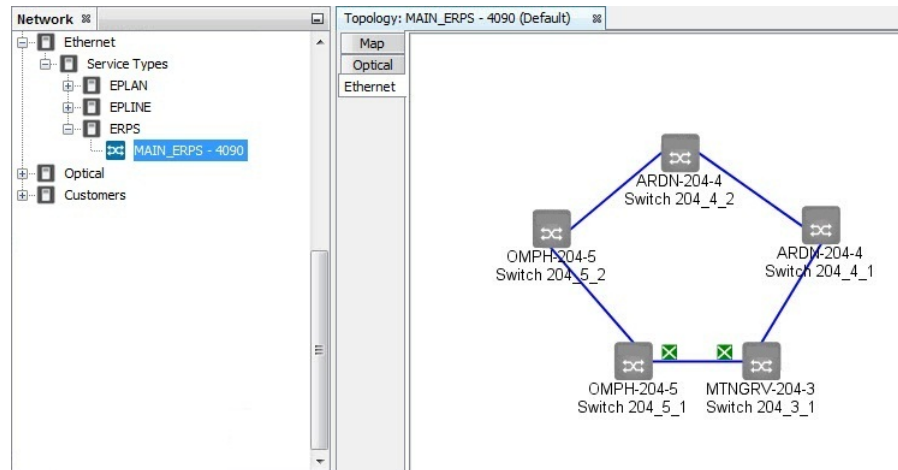 Network
Ethernet
Service Types
EPLAN
EPLINE
ERPS
MAIN_ERPS - 4090
Optical
Customers
Topology: MAIN_ERPS - 4090 (Default)
Map
Optical
Ethernet
ARDN-204-4
Switch 204_4_2
OMPH-204-5
Switch 204_5_2
ARDN-204-4
Switch 204_4_1
OMPH-204-5
Switch 204_5_1
MTNGRV-204-3
Switch 204_3_1